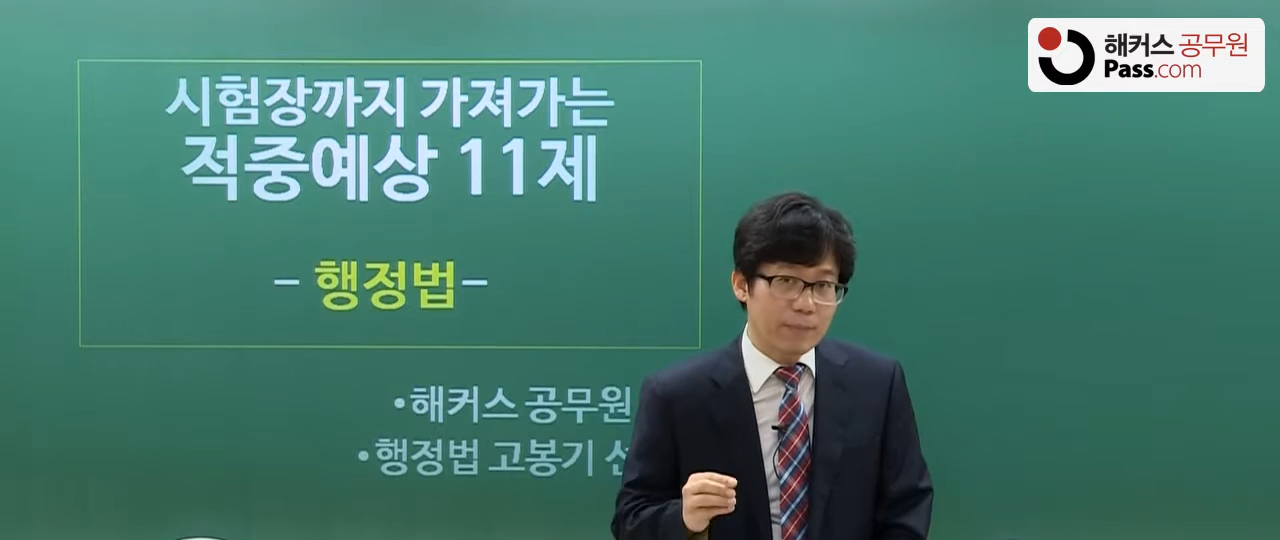 해커스 공무원
Pass.com
시험장까지 가져가는
적중예상 11제
- 행정법 -
•해커스 공무원
•행정법 고봉기